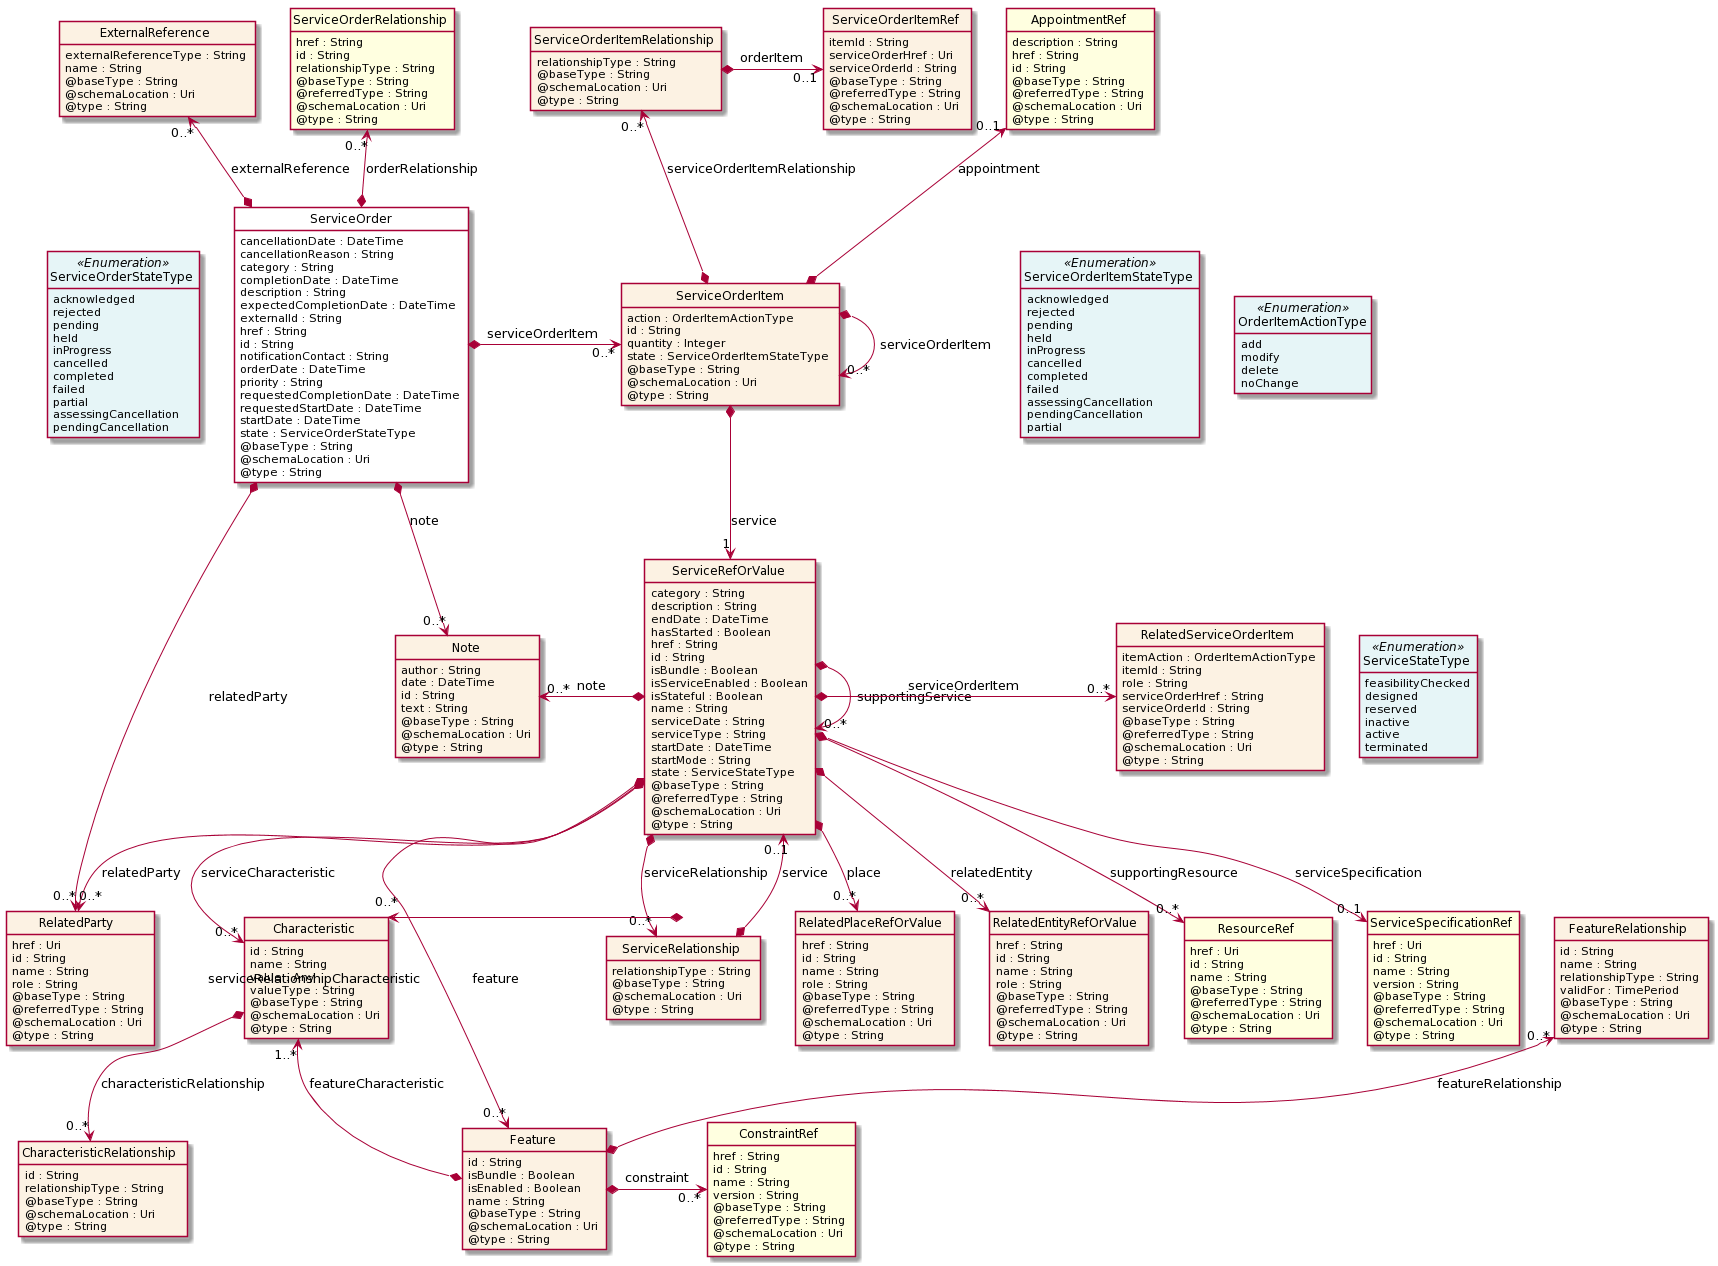 ExternalReference
externalReferenceType : String
name : String
@baseType : String
@schemaLocation : Uri
@type : String
ServiceOrderRelationship
href : String
id : String
relationshipType : String
@baseType : String
@referredType : String
@schemaLocation : Uri
@type : String
ServiceOrderItemRelationship
relationshipType : String
@baseType : String
@schemaLocation : Uri
@type : String
orderItem
0..1
ServiceOrderItemRef
itemId : String
serviceOrderHref : Uri
serviceOrderId : String
@baseType : String
@referredType : String
@schemaLocation : Uri
@type : String
AppointmentRef
description : String
href : String
id : String
@baseType : String
@referredType : String
@schemaLocation : Uri
@type : String
0..*
0..*
0..*
0..1
externalReference
orderRelationship
serviceOrderItemRelationship
appointment
«Enumeration»
ServiceOrderStateType
acknowledged
rejected
pending
held
inProgress
cancelled
completed
failed
partial
assessingCancellation
pendingCancellation
ServiceOrder
cancellationDate : DateTime
cancellationReason : String
category : String
completionDate : DateTime
description : String
expectedCompletionDate : DateTime
externalId : String
href : String
id : String
notificationContact : String
orderDate : DateTime
priority : String
requestedCompletionDate : DateTime
requestedStartDate : DateTime
startDate : DateTime
state : ServiceOrderStateType
@baseType : String
@schemaLocation : Uri
@type : String
serviceOrderItem
0..*
ServiceOrderItem
action : OrderItemActionType
id : String
quantity : Integer
state : ServiceOrderItemStateType
@baseType : String
@schemaLocation : Uri
@type : String
serviceOrderItem
0..*
«Enumeration»
ServiceOrderItemStateType
acknowledged
rejected
pending
held
inProgress
cancelled
completed
failed
assessingCancellation
pendingCancellation
partial
«Enumeration»
OrderItemActionType
add
modify
delete
noChange
note
service
1
0..*
Note
author : String
date : DateTime
id : String
text : String
@baseType : String
@schemaLocation : Uri
@type : String
0..*
note
ServiceRefOrValue
category : String
description : String
endDate : DateTime
hasStarted : Boolean
href : String
id : String
isBundle : Boolean
isServiceEnabled : Boolean
isStateful : Boolean
name : String
serviceDate : String
serviceType : String
startDate : DateTime
startMode : String
state : ServiceStateType
@baseType : String
@referredType : String
@schemaLocation : Uri
@type : String
serviceOrderItem
0..*
supportingService
0..*
RelatedServiceOrderItem
itemAction : OrderItemActionType
itemId : String
role : String
serviceOrderHref : String
serviceOrderId : String
@baseType : String
@referredType : String
@schemaLocation : Uri
@type : String
«Enumeration»
ServiceStateType
feasibilityChecked
designed
reserved
inactive
active
terminated
relatedParty
0..1
relatedParty
serviceCharacteristic
serviceRelationship
service
place
relatedEntity
supportingResource
serviceSpecification
0..*
0..*
0..*
0..*
0..*
0..*
0..*
0..*
0..1
RelatedParty
href : Uri
id : String
name : String
role : String
@baseType : String
@referredType : String
@schemaLocation : Uri
@type : String
Characteristic
id : String
name : String
value : Any
valueType : String
@baseType : String
@schemaLocation : Uri
@type : String
serviceRelationshipCharacteristic
feature
ServiceRelationship
relationshipType : String
@baseType : String
@schemaLocation : Uri
@type : String
RelatedPlaceRefOrValue
href : String
id : String
name : String
role : String
@baseType : String
@referredType : String
@schemaLocation : Uri
@type : String
RelatedEntityRefOrValue
href : String
id : String
name : String
role : String
@baseType : String
@referredType : String
@schemaLocation : Uri
@type : String
ResourceRef
href : Uri
id : String
name : String
@baseType : String
@referredType : String
@schemaLocation : Uri
@type : String
ServiceSpecificationRef
href : Uri
id : String
name : String
version : String
@baseType : String
@referredType : String
@schemaLocation : Uri
@type : String
FeatureRelationship
id : String
name : String
relationshipType : String
validFor : TimePeriod
@baseType : String
@schemaLocation : Uri
@type : String
1..*
0..*
characteristicRelationship
featureCharacteristic
featureRelationship
0..*
0..*
CharacteristicRelationship
id : String
relationshipType : String
@baseType : String
@schemaLocation : Uri
@type : String
Feature
id : String
isBundle : Boolean
isEnabled : Boolean
name : String
@baseType : String
@schemaLocation : Uri
@type : String
constraint
0..*
ConstraintRef
href : String
id : String
name : String
version : String
@baseType : String
@referredType : String
@schemaLocation : Uri
@type : String